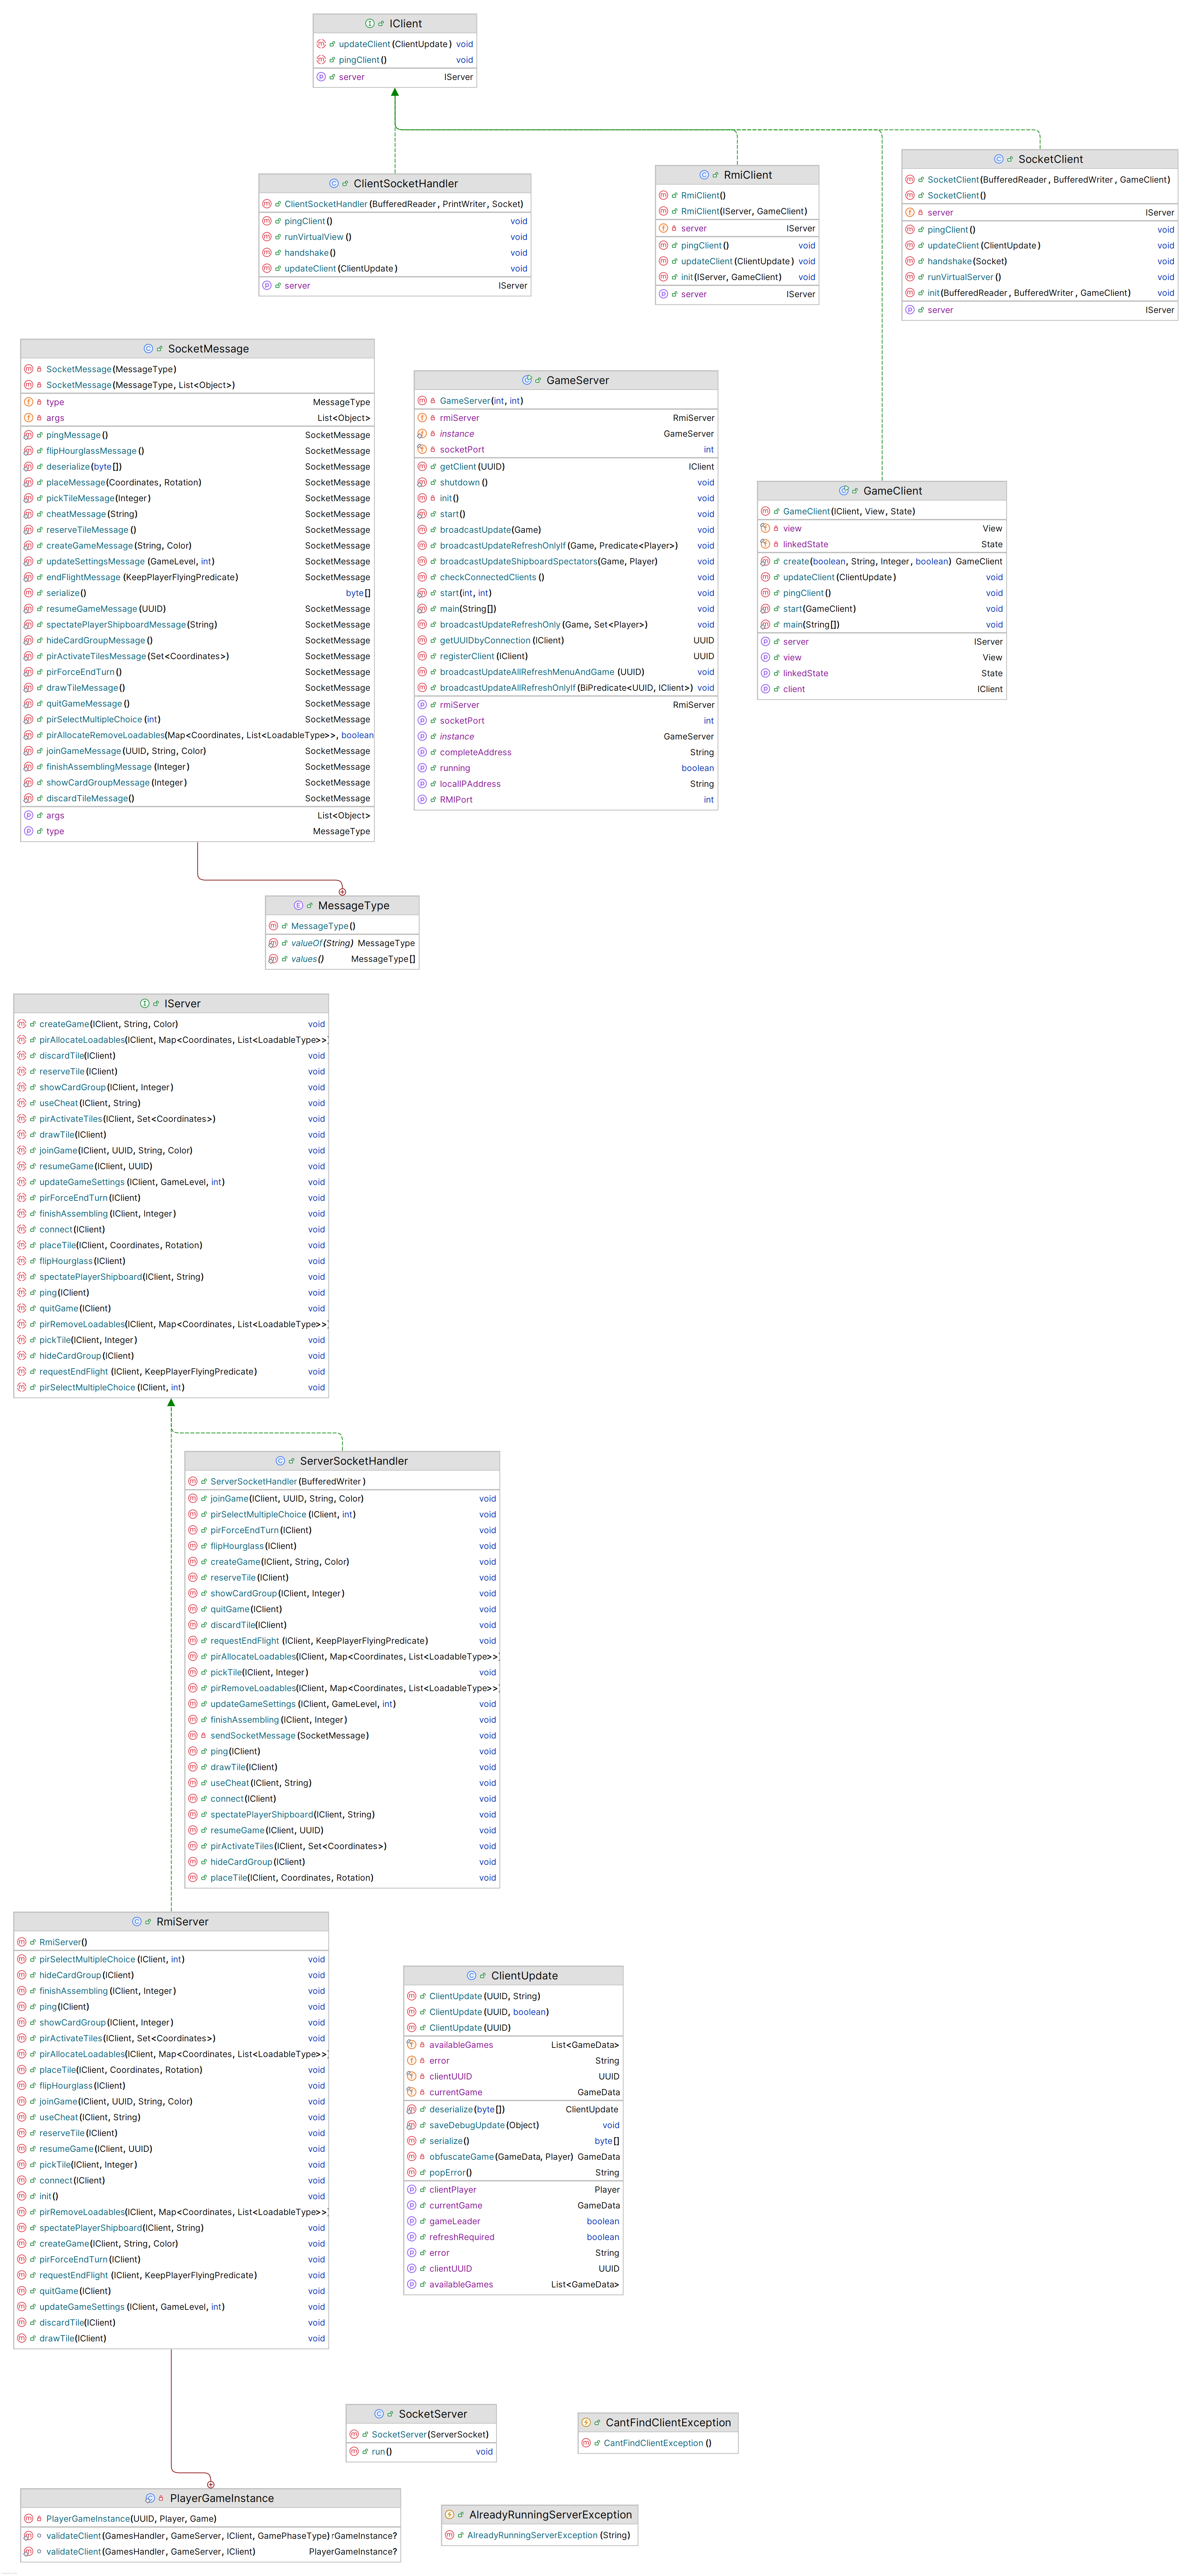 IClient
updateClient(ClientUpdate) void
pingClient() void
server IServer
ClientSocketHandler
ClientSocketHandler(BufferedReader, PrintWriter, Socket)
pingClient() void
runVirtualView() void
handshake() void
updateClient(ClientUpdate) void
server IServer
RmiClient
RmiClient()
RmiClient(IServer, GameClient)
server IServer
pingClient() void
updateClient(ClientUpdate) void
init(IServer, GameClient) void
server IServer
SocketClient
SocketClient(BufferedReader, BufferedWriter, GameClient)
SocketClient()
server IServer
pingClient() void
updateClient(ClientUpdate) void
handshake(Socket) void
runVirtualServer() void
init(BufferedReader, BufferedWriter, GameClient) void
server IServer
SocketMessage
SocketMessage(MessageType)
SocketMessage(MessageType, List<Object>)
type MessageType
args List<Object>
pingMessage() SocketMessage
flipHourglassMessage() SocketMessage
deserialize(byte[]) SocketMessage
placeMessage(Coordinates, Rotation) SocketMessage
pickTileMessage(Integer) SocketMessage
cheatMessage(String) SocketMessage
reserveTileMessage() SocketMessage
createGameMessage(String, Color) SocketMessage
updateSettingsMessage(GameLevel, int) SocketMessage
endFlightMessage(KeepPlayerFlyingPredicate) SocketMessage
serialize() byte[]
resumeGameMessage(UUID) SocketMessage
spectatePlayerShipboardMessage(String) SocketMessage
hideCardGroupMessage() SocketMessage
pirActivateTilesMessage(Set<Coordinates>) SocketMessage
pirForceEndTurn() SocketMessage
drawTileMessage() SocketMessage
quitGameMessage() SocketMessage
pirSelectMultipleChoice(int) SocketMessage
pirAllocateRemoveLoadables(Map<Coordinates, List<LoadableType>>, boolean
joinGameMessage(UUID, String, Color) SocketMessage
finishAssemblingMessage(Integer) SocketMessage
showCardGroupMessage(Integer) SocketMessage
discardTileMessage() SocketMessage
args List<Object>
type MessageType
GameServer
GameServer(int, int)
rmiServer RmiServer
instance GameServer
socketPort int
getClient(UUID) IClient
shutdown() void
init() void
start() void
broadcastUpdate(Game) void
broadcastUpdateRefreshOnlyIf(Game, Predicate<Player>) void
broadcastUpdateShipboardSpectators(Game, Player) void
checkConnectedClients() void
start(int, int) void
main(String[]) void
broadcastUpdateRefreshOnly(Game, Set<Player>) void
getUUIDbyConnection(IClient) UUID
registerClient(IClient) UUID
broadcastUpdateAllRefreshMenuAndGame(UUID) void
broadcastUpdateAllRefreshOnlyIf(BiPredicate<UUID, IClient>) void
rmiServer RmiServer
socketPort int
instance GameServer
completeAddress String
running boolean
localIPAddress String
RMIPort int
GameClient
GameClient(IClient, View, State)
view View
linkedState State
create(boolean, String, Integer, boolean) GameClient
updateClient(ClientUpdate) void
pingClient() void
start(GameClient) void
main(String[]) void
server IServer
view View
linkedState State
client IClient
MessageType
MessageType()
valueOf(String) MessageType
values() MessageType[]
IServer
createGame(IClient, String, Color) void
pirAllocateLoadables(IClient, Map<Coordinates, List<LoadableType>>)
discardTile(IClient) void
reserveTile(IClient) void
showCardGroup(IClient, Integer) void
useCheat(IClient, String) void
pirActivateTiles(IClient, Set<Coordinates>) void
drawTile(IClient) void
joinGame(IClient, UUID, String, Color) void
resumeGame(IClient, UUID) void
updateGameSettings(IClient, GameLevel, int) void
pirForceEndTurn(IClient) void
finishAssembling(IClient, Integer) void
connect(IClient) void
placeTile(IClient, Coordinates, Rotation) void
flipHourglass(IClient) void
spectatePlayerShipboard(IClient, String) void
ping(IClient) void
quitGame(IClient) void
pirRemoveLoadables(IClient, Map<Coordinates, List<LoadableType>>)
pickTile(IClient, Integer) void
hideCardGroup(IClient) void
requestEndFlight(IClient, KeepPlayerFlyingPredicate) void
pirSelectMultipleChoice(IClient, int) void
ServerSocketHandler
ServerSocketHandler(BufferedWriter)
joinGame(IClient, UUID, String, Color) void
pirSelectMultipleChoice(IClient, int) void
pirForceEndTurn(IClient) void
flipHourglass(IClient) void
createGame(IClient, String, Color) void
reserveTile(IClient) void
showCardGroup(IClient, Integer) void
quitGame(IClient) void
discardTile(IClient) void
requestEndFlight(IClient, KeepPlayerFlyingPredicate) void
pirAllocateLoadables(IClient, Map<Coordinates, List<LoadableType>>)
pickTile(IClient, Integer) void
pirRemoveLoadables(IClient, Map<Coordinates, List<LoadableType>>)
updateGameSettings(IClient, GameLevel, int) void
finishAssembling(IClient, Integer) void
sendSocketMessage(SocketMessage) void
ping(IClient) void
drawTile(IClient) void
useCheat(IClient, String) void
connect(IClient) void
spectatePlayerShipboard(IClient, String) void
resumeGame(IClient, UUID) void
pirActivateTiles(IClient, Set<Coordinates>) void
hideCardGroup(IClient) void
placeTile(IClient, Coordinates, Rotation) void
RmiServer
RmiServer()
pirSelectMultipleChoice(IClient, int) void
hideCardGroup(IClient) void
finishAssembling(IClient, Integer) void
ping(IClient) void
showCardGroup(IClient, Integer) void
pirActivateTiles(IClient, Set<Coordinates>) void
pirAllocateLoadables(IClient, Map<Coordinates, List<LoadableType>>)
placeTile(IClient, Coordinates, Rotation) void
flipHourglass(IClient) void
joinGame(IClient, UUID, String, Color) void
useCheat(IClient, String) void
reserveTile(IClient) void
resumeGame(IClient, UUID) void
pickTile(IClient, Integer) void
connect(IClient) void
init() void
pirRemoveLoadables(IClient, Map<Coordinates, List<LoadableType>>)
spectatePlayerShipboard(IClient, String) void
createGame(IClient, String, Color) void
pirForceEndTurn(IClient) void
requestEndFlight(IClient, KeepPlayerFlyingPredicate) void
quitGame(IClient) void
updateGameSettings(IClient, GameLevel, int) void
discardTile(IClient) void
drawTile(IClient) void
ClientUpdate
ClientUpdate(UUID, String)
ClientUpdate(UUID, boolean)
ClientUpdate(UUID)
availableGames List<GameData>
error String
clientUUID UUID
currentGame GameData
deserialize(byte[]) ClientUpdate
saveDebugUpdate(Object) void
serialize() byte[]
obfuscateGame(GameData, Player) GameData
popError() String
clientPlayer Player
currentGame GameData
gameLeader boolean
refreshRequired boolean
error String
clientUUID UUID
availableGames List<GameData>
SocketServer
SocketServer(ServerSocket)
run() void
CantFindClientException
CantFindClientException()
PlayerGameInstance
PlayerGameInstance(UUID, Player, Game)
validateClient(GamesHandler, GameServer, IClient, GamePhaseType) rGameInstance?
validateClient(GamesHandler, GameServer, IClient) PlayerGameInstance?
AlreadyRunningServerException
AlreadyRunningServerException(String)